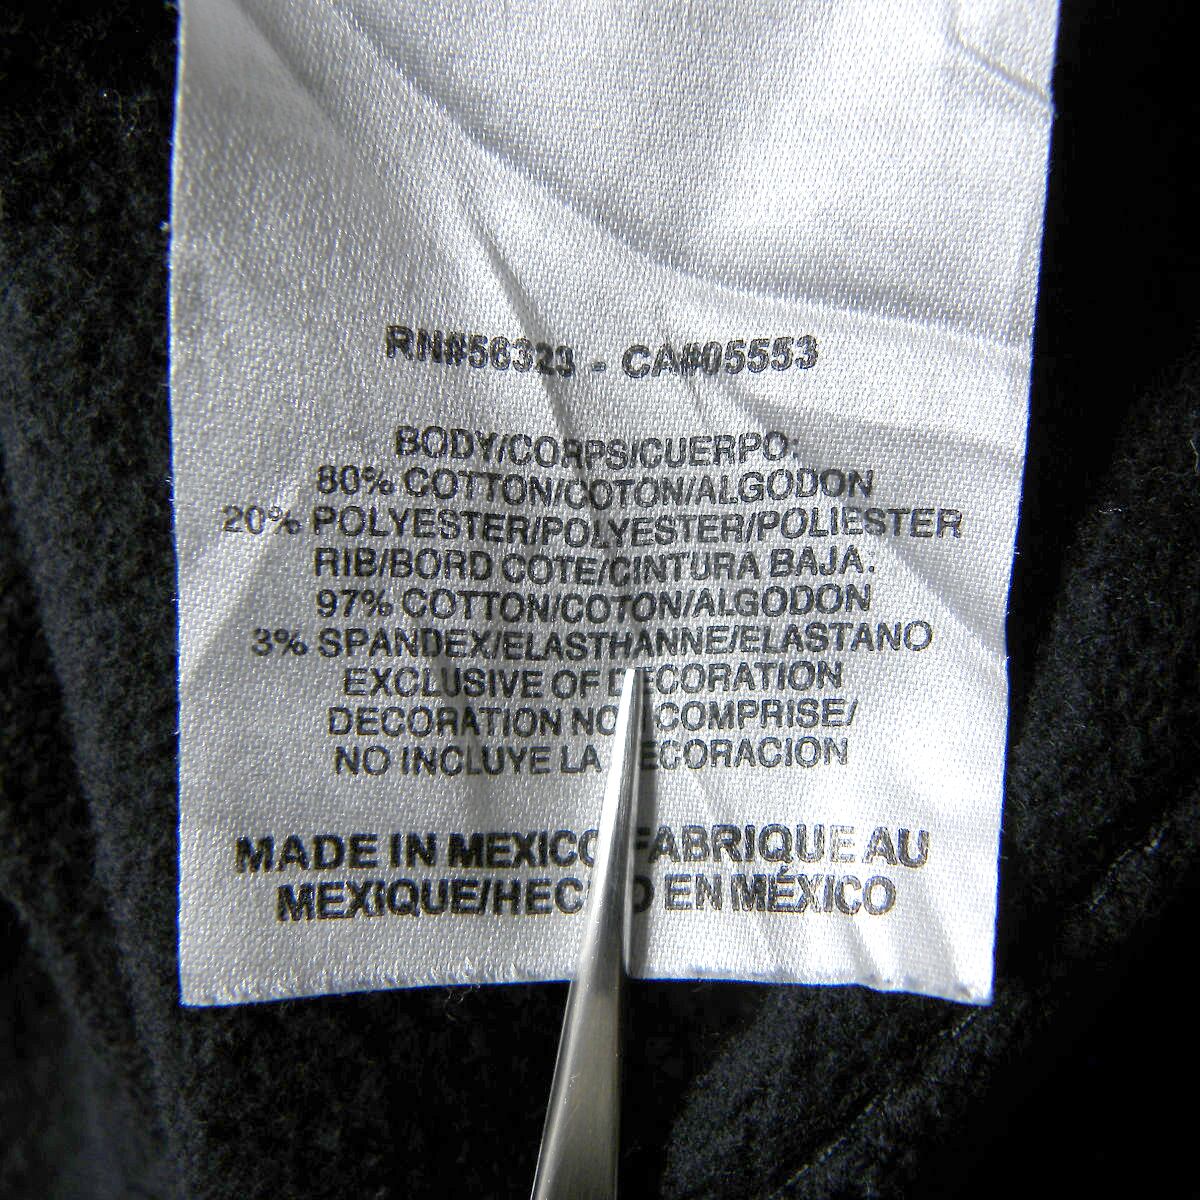 RN#56323 - CA#05553
BODY/CORPS/CUERPO:
80% COTTON/COTON/ALGODON
20% POLYESTER/POLYESTER/POLIESTER
RIB/BORD COTE/CINTURA BAJA:
97% COTTON/COTON/ALGODON
3% SPANDEX/ELASTHANNE/ELASTANO
EXCLUSIVE OF DECORATION
DECORATION NON COMPRISE/
NO INCLUYE LA DECORACION
MADE IN MEXICO/FABRIQUE AU
MEXIQUE/HECHO EN MÉXICO